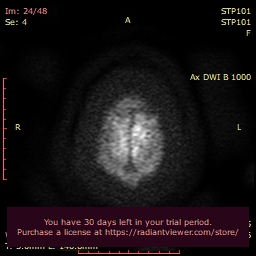 Im: 24/48
Se: 4
A
STP101
STP101
F
Ax DWI B 1000
R
L
You have 30 days left in your trial period.
Purchase a license at https://radiantviewer.com/store/